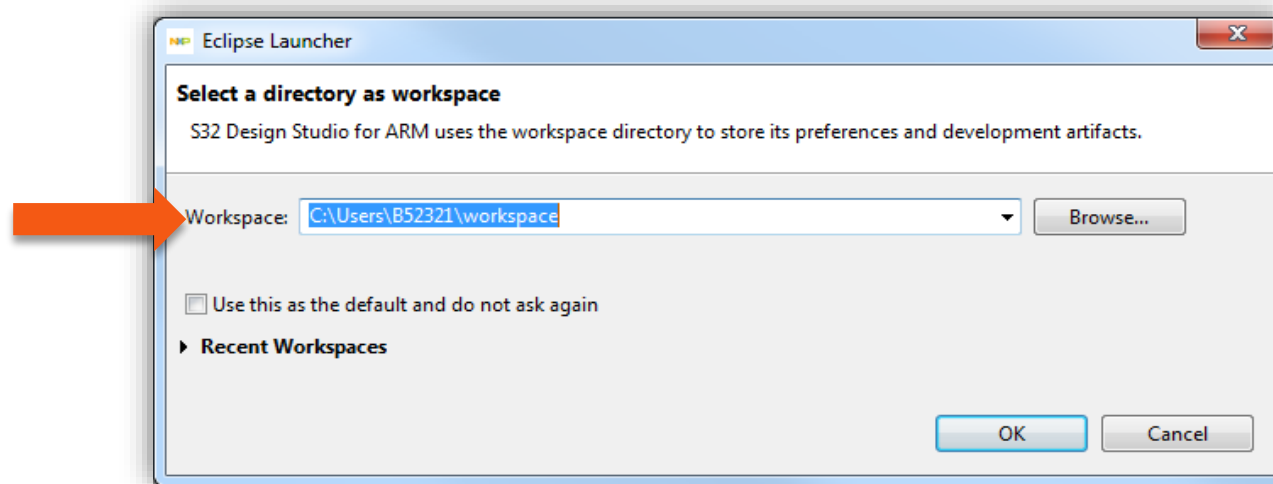 NXP Eclipse Launcher
Select a directory as workspace
S32 Design Studio for ARM uses the workspace directory to store its preferences and development artifacts.
Workspace: C:\Users\B52321\workspace Browse...
Use this as the default and do not ask again
Recent Workspaces
OK Cancel